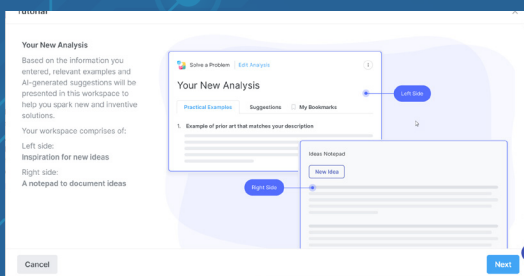 Tutorial
Your New Analysis
Based on the information you
entered, relevant examples and
AI-generated suggestions will be
presented in this workspace to
help you spark new and inventive
solutions.
Your workspace comprises of:
Left side:
Inspiration for new ideas
Right side:
A notepad to document ideas
Solve a Problem | Edit Analysis
Your New Analysis
Practical Examples Suggestions My Bookmarks
1. Example of prior art that matches your description
Left Side
Ideas Notepad
New Idea
Right Side
Cancel
Next